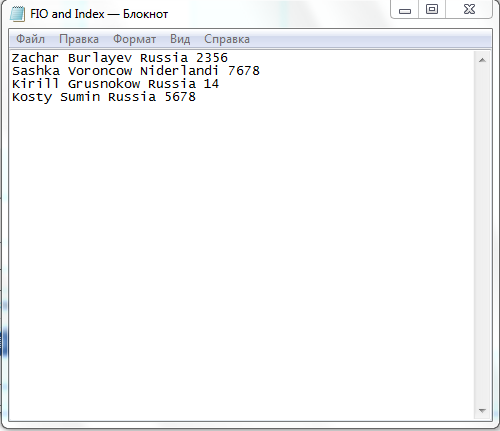 FIO and Index — Блокнот
Файл Правка Формат Вид Справка
Zachar Burlayev Russia 2356
Sashka Voroncow Niderlandi 7678
Kirill Grusnokow Russia 14
Kosty Sumin Russia 5678